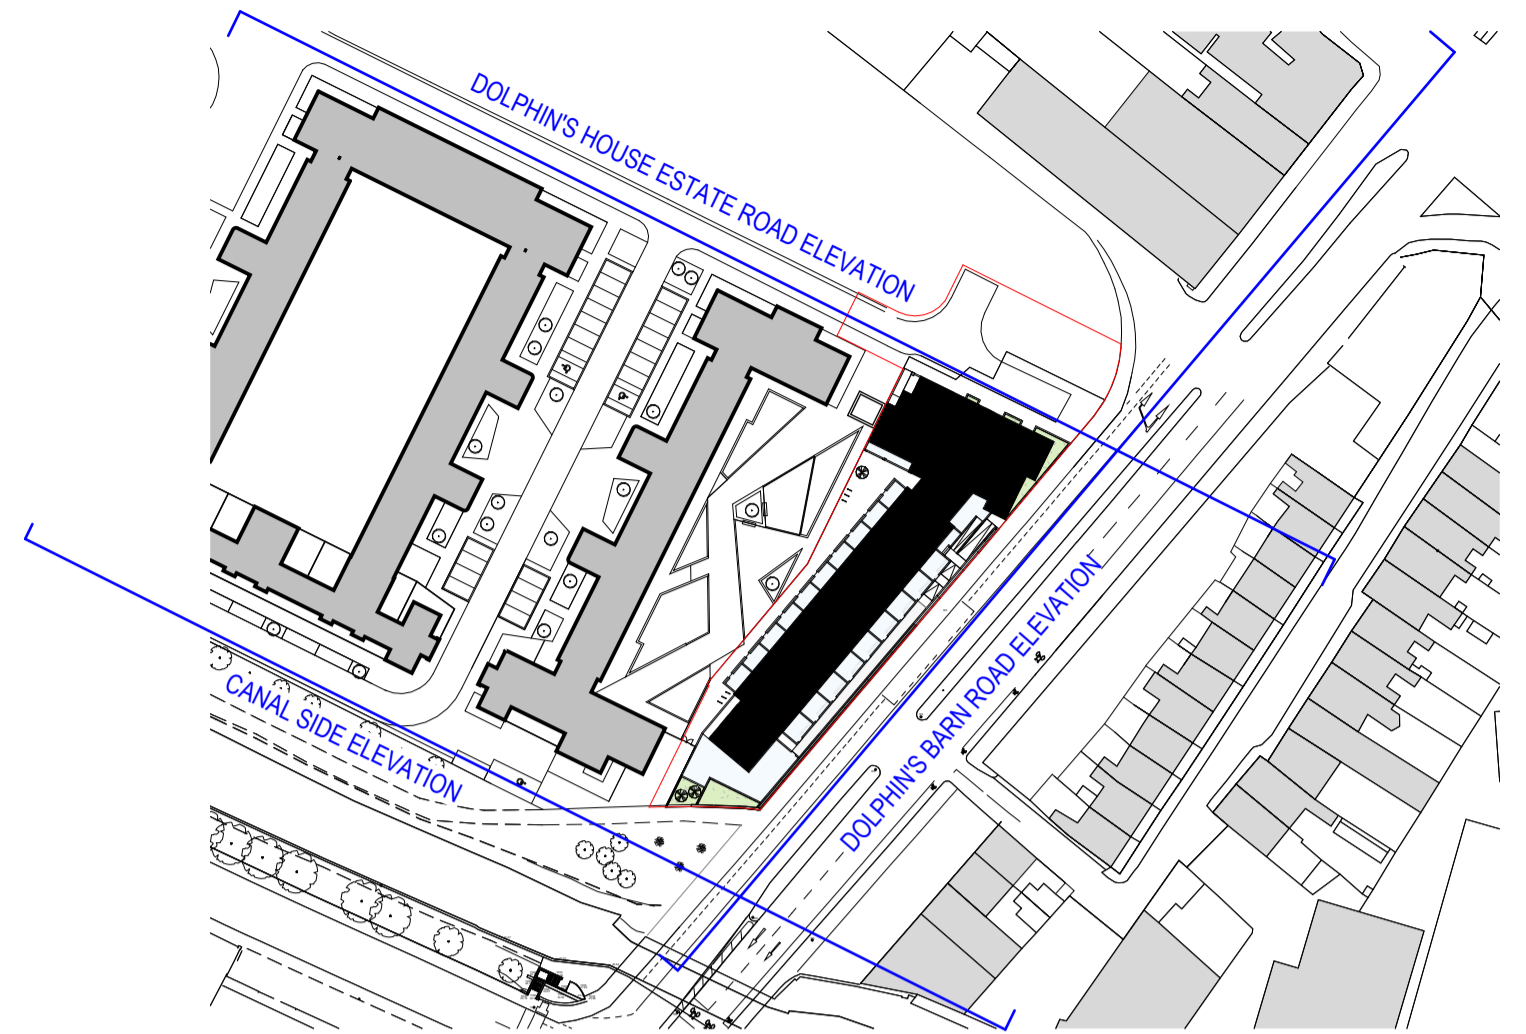 DOLPHIN'S HOUSE ESTATE ROAD ELEVATION
CANAL SIDE ELEVATION
DOLPHIN'S BARN ROAD ELEVATION